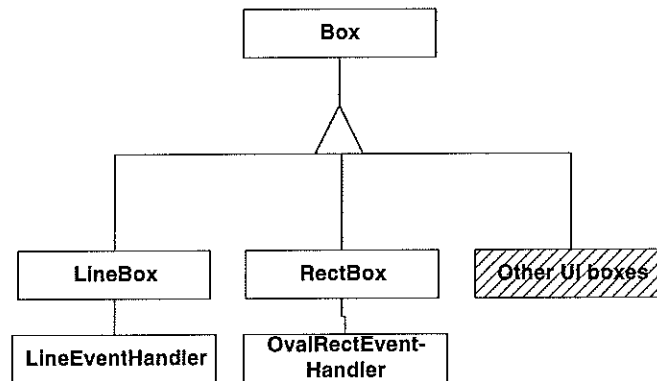 Box
LineBox
RectBox
Other UI boxes
LineEventHandler
OvalRectEvent-
Handler